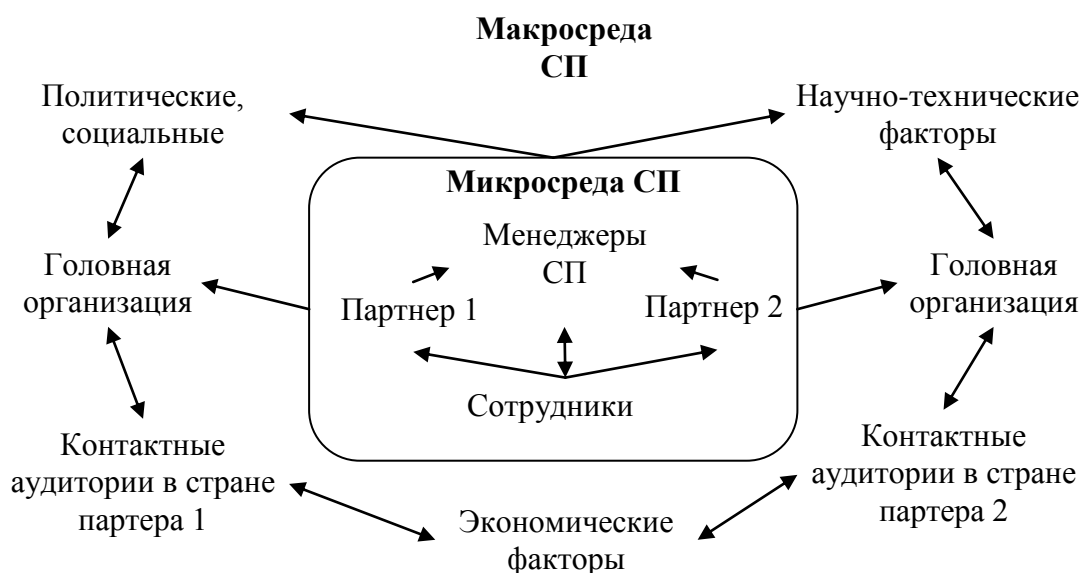 Макросреда
СП
Политические,
социальные
Научно-технические
факторы
Микросреда СП
Менеджеры
СП
Головная
организация
Партнер 1
Партнер 2
Головная
организация
Сотрудники
Контактные
аудитории в стране
партера 1
Контактные
аудитории в стране
партера 2
Экономические
факторы